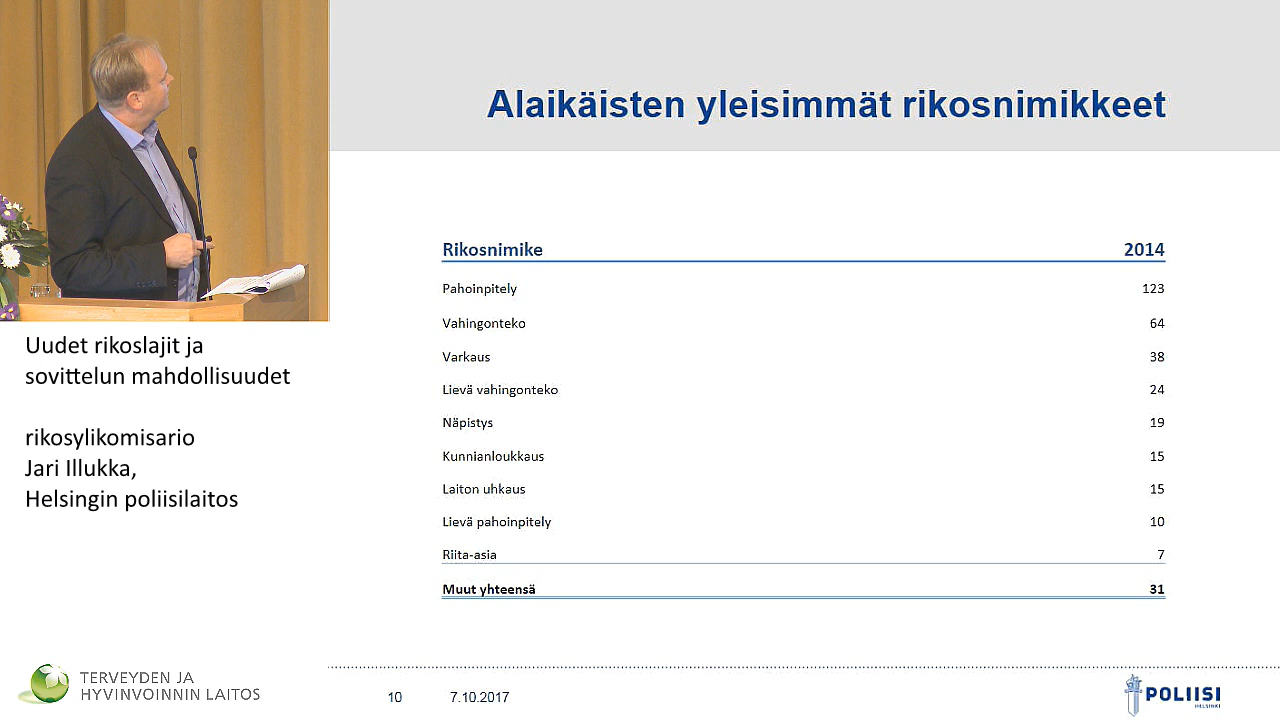 Alaikäisten yleisimmät rikosnimikkeet
Rikosnimike 2014
Pahoinpitely 123
Vahingonteko 64
Varkaus 38
Lievä vahingonteko 24
Näpistys 19
Kunnianloukkaus 15
Laiton uhkaus 15
Lievä pahoinpitely 10
Riita-asia 7
Muut yhteensä 31
Uudet rikoslajit ja
sovittelun mahdollisuudet
rikosylikomisario
Jari Illukka,
Helsingin poliisilaitos
TERVEYDEN JA
HYVINVOINNIN LAITOS
10 7.10.2017
POLIISI
HELSINKI